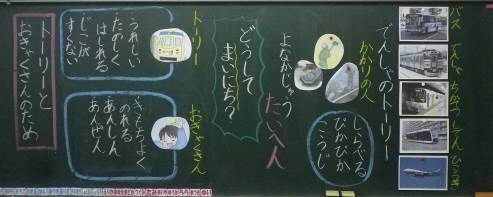 バス でんしゃ ちかてつ しんかんせん ひこうき
でんしゃのトーリー
かかりの人
しらべる
ぴかぴか
こうじ
よなかじゅう
たいへん
どうして
まいにち?
トーリー
うれしい
たのしく
はしれる
じこが
すくない
おきゃくさん
きもちよく
のれる
あんしん
あんぜん
トーリーと
おきゃくさんのため